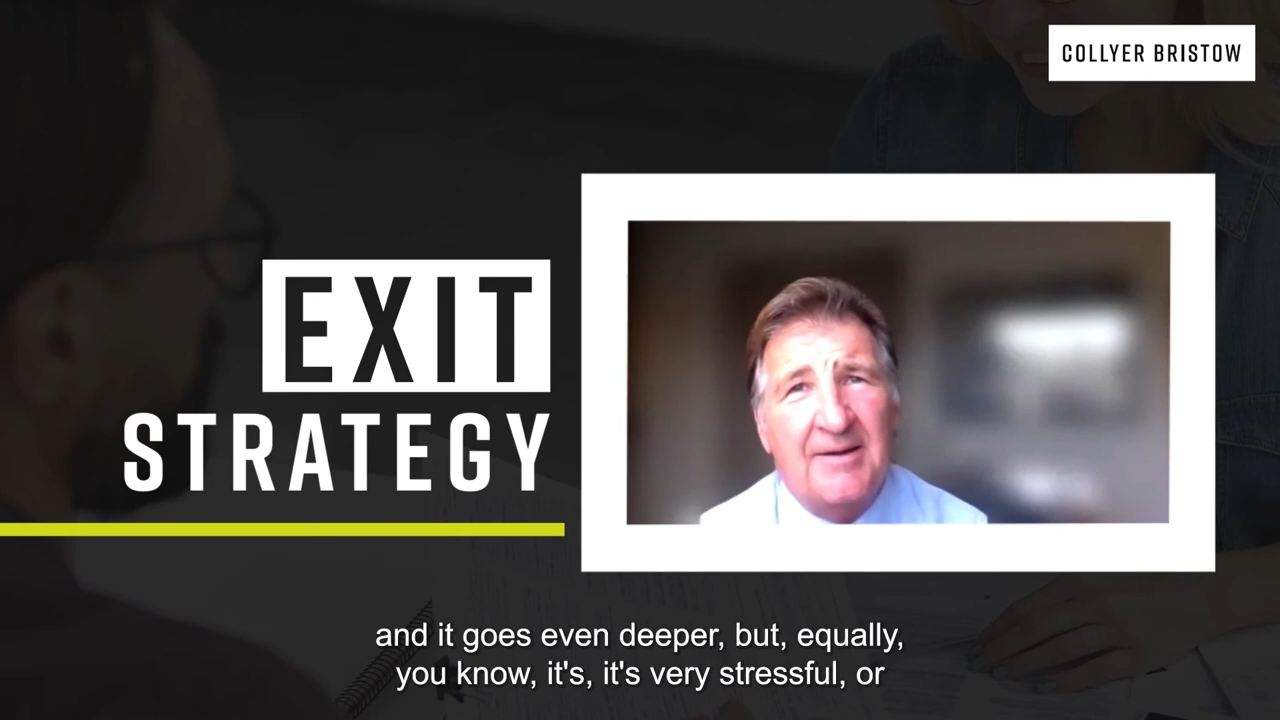 COLLYER BRISTOW
EXIT
STRATEGY
and it goes even deeper, but, equally,
you know, it's, it's very stressful, or